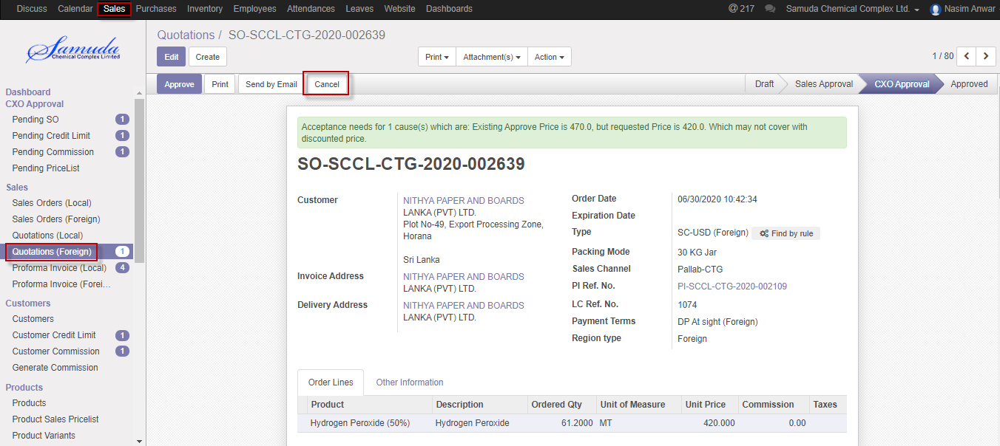 Discuss Calendar Sales Purchases Inventory Employees Attendances Leaves Website Dashboards @ 217 Samuda Chemical Complex Ltd. Nasim Anwar
Samuda
Chemical Complex Limited
Quotations / SO-SCCL-CTG-2020-002639
Edit Create Print Attachment(s) Action 1 / 80
Approve Print Send by Email Cancel Draft Sales Approval CXO Approval Approved
Dashboard
CXO Approval
Pending SO 1
Pending Credit Limit 1
Pending Commission 1
Pending PriceList
Sales
Sales Orders (Local)
Sales Orders (Foreign)
Quotations (Local)
Quotations (Foreign) 1
Proforma Invoice (Local) 4
Proforma Invoice (Forei...
Customers
Customers
Customer Credit Limit 1
Customer Commission 1
Generate Commission
Products
Products
Product Sales Pricelist
Product Variants
Acceptance needs for 1 cause(s) which are: Existing Approve Price is 470.0, but requested Price is 420.0. Which may not cover with
discounted price.
SO-SCCL-CTG-2020-002639
Customer
NITHYA PAPER AND BOARDS
LANKA (PVT) LTD.
Plot No-49, Export Processing Zone,
Horana
Sri Lanka
Invoice Address
NITHYA PAPER AND BOARDS
LANKA (PVT) LTD.
Delivery Address
NITHYA PAPER AND BOARDS
LANKA (PVT) LTD.
Order Date 06/30/2020 10:42:34
Expiration Date
Type SC-USD (Foreign) Find by rule
Packing Mode 30 KG Jar
Sales Channel Pallab-CTG
PI Ref. No. PI-SCCL-CTG-2020-002109
LC Ref. No. 1074
Payment Terms DP At sight (Foreign)
Region type Foreign
Order Lines Other Information
Product Description Ordered Qty Unit of Measure Unit Price Commission Taxes
Hydrogen Peroxide (50%) Hydrogen Peroxide 61.2000 MT 420.000 0.00